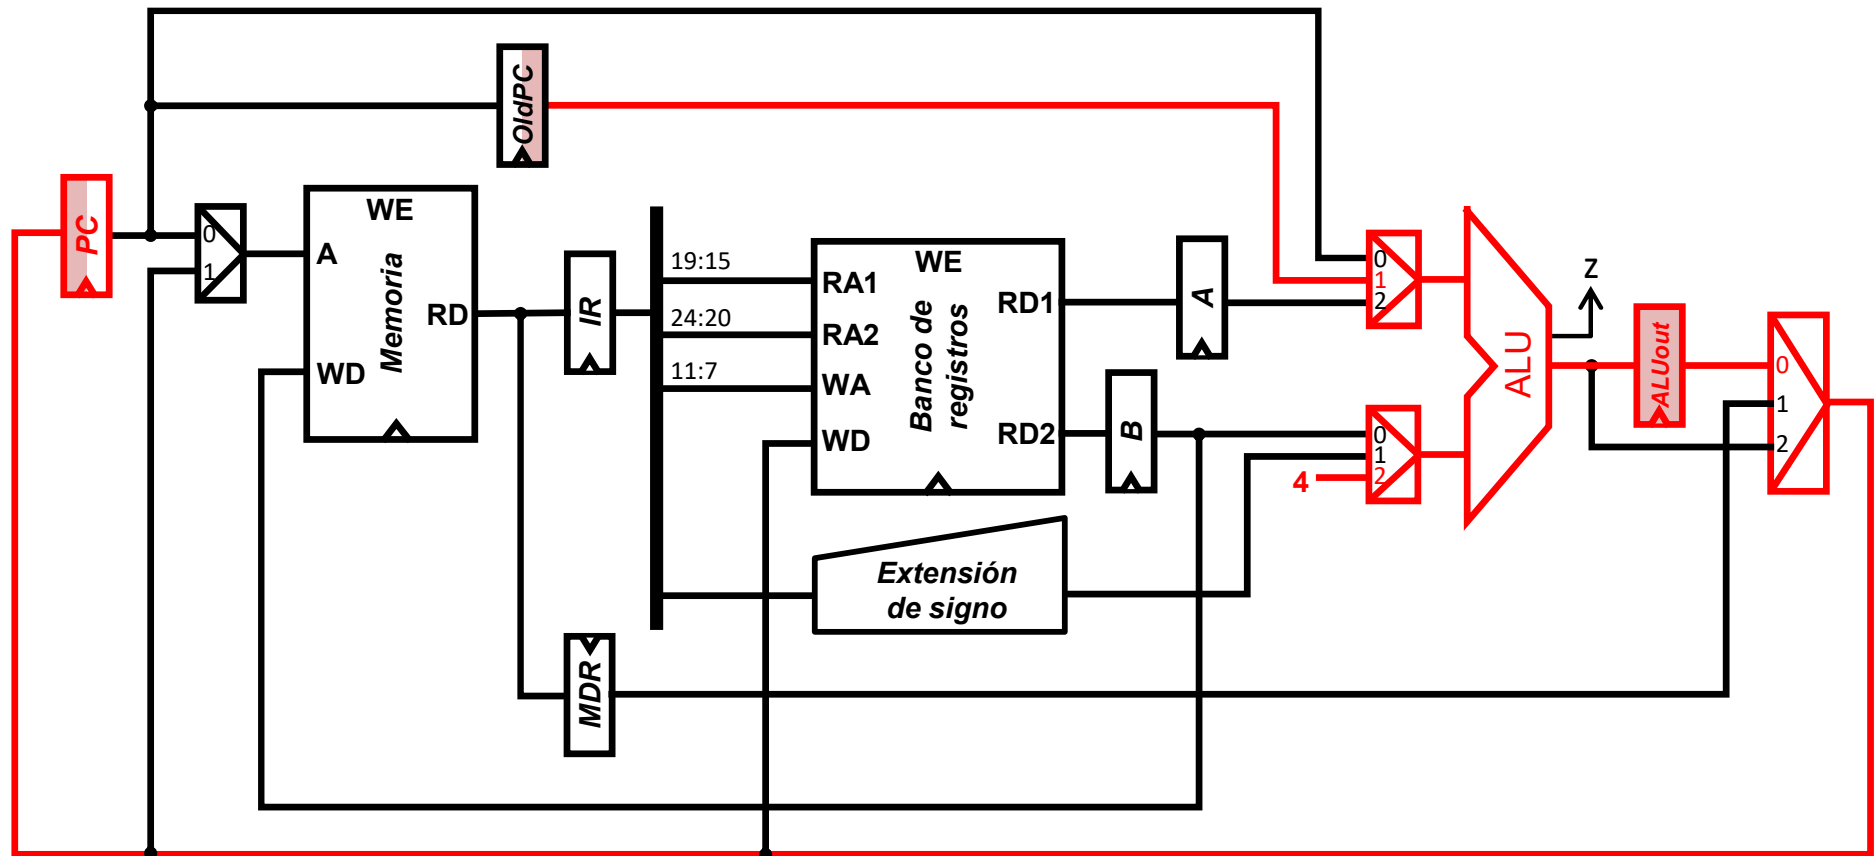 OldPC
PC
0
1
A
WE
Memoria
RD
WD
IR
19:15
24:20
11:7
WE
RA1
RA2
WA
WD
Banco de
registros
RD1
RD2
A
B
Extensión
de signo
MDR
0
1
2
0
1
2
4
ALU
Z
ALUout
0
1
2